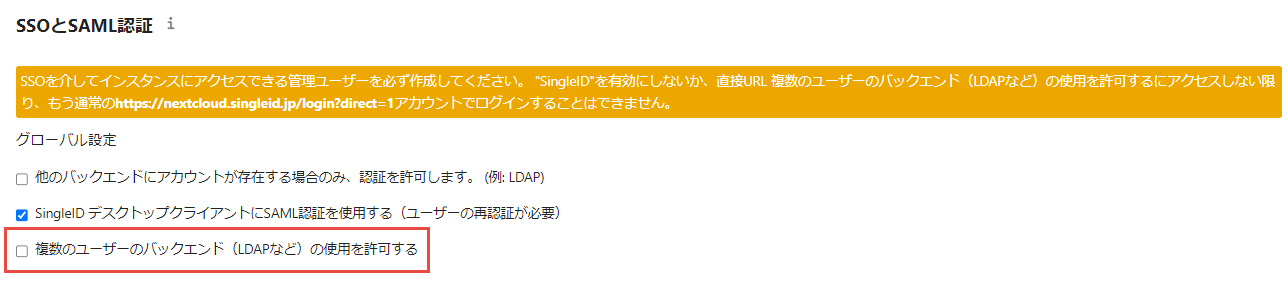 SSOとSAML認証 i
SSOを介してインスタンスにアクセスできる管理ユーザーを必ず作成してください。 "SingleID"を有効にしないか、直接URL 複数のユーザーのバックエンド（LDAPなど）の使用を許可するにアクセスしない限
り、もう通常のhttps://nextcloud.singleid.jp/login?direct=1アカウントでログインすることはできません。
グローバル設定
他のバックエンドにアカウントが存在する場合のみ、認証を許可します。 (例: LDAP)
SingleID デスクトップクライアントにSAML認証を使用する（ユーザーの再認証が必要）
複数のユーザーのバックエンド（LDAPなど）の使用を許可する